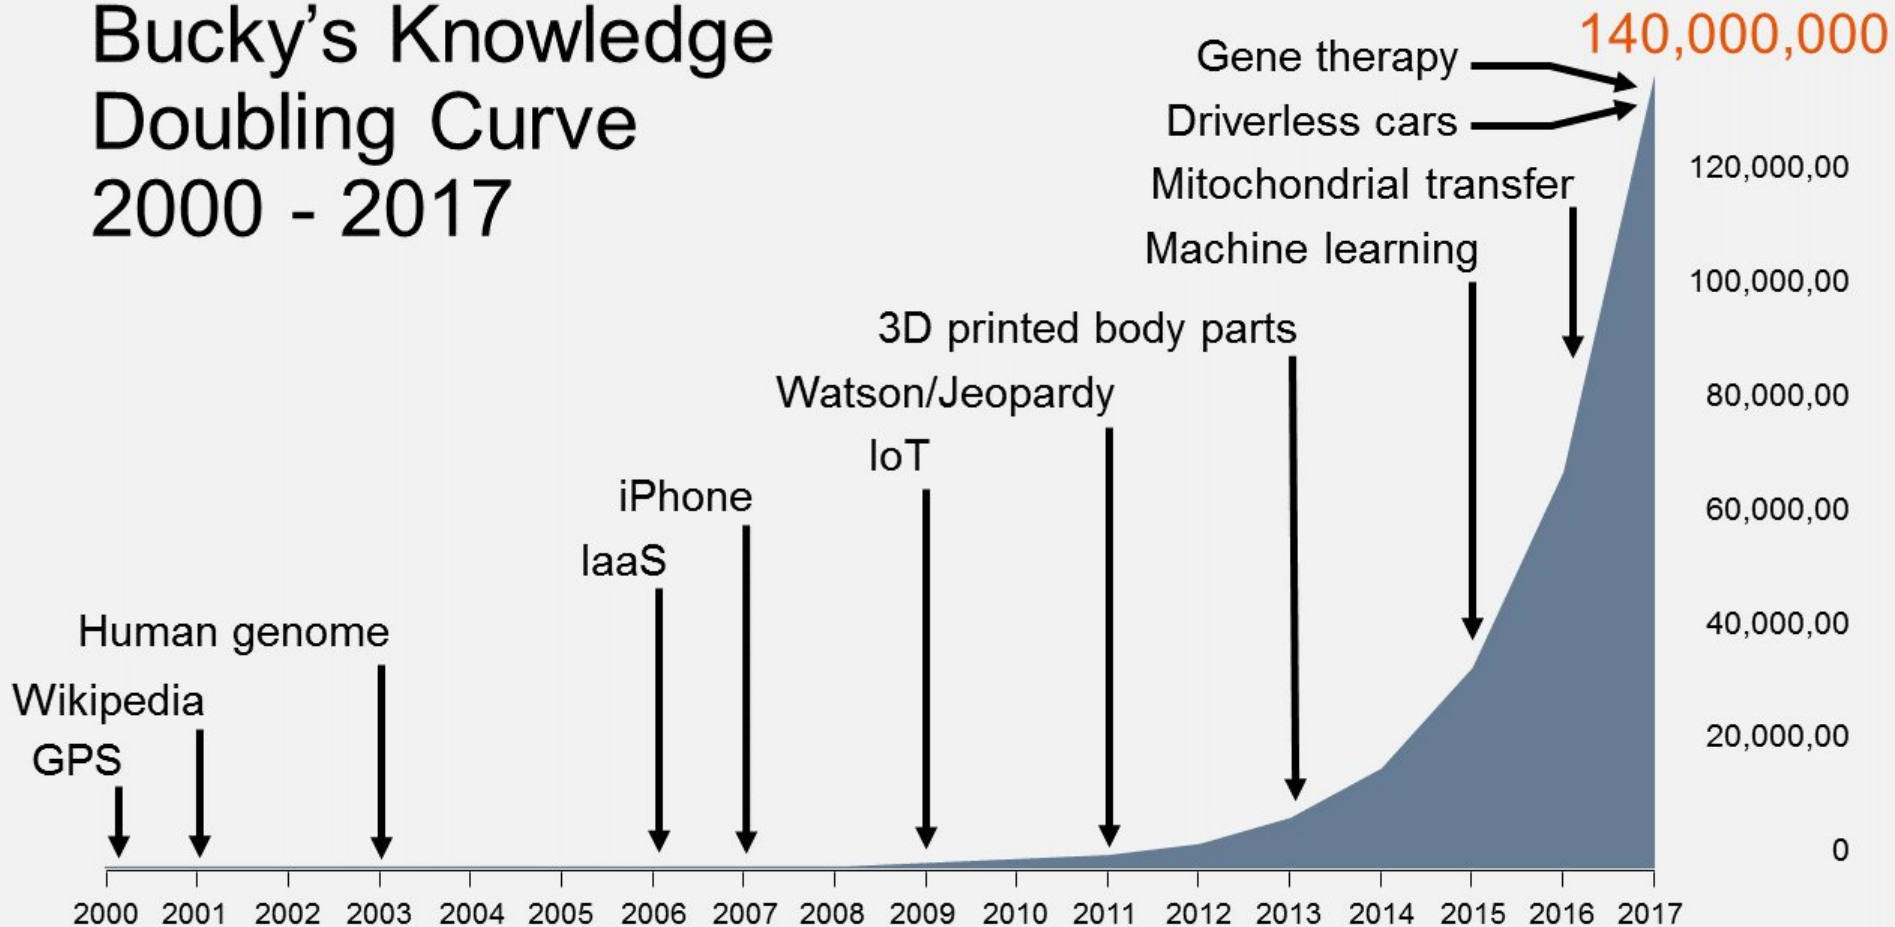 Bucky's Knowledge
Doubling Curve
2000 - 2017
140,000,000
Gene therapy
Driverless cars
Mitochondrial transfer
Machine learning
3D printed body parts
Watson/Jeopardy
IoT
iPhone
IaaS
Human genome
Wikipedia
GPS
120,000,00
100,000,00
80,000,00
60,000,00
40,000,00
20,000,00
0
2000 2001 2002 2003 2004 2005 2006 2007 2008 2009 2010 2011 2012 2013 2014 2015 2016 2017